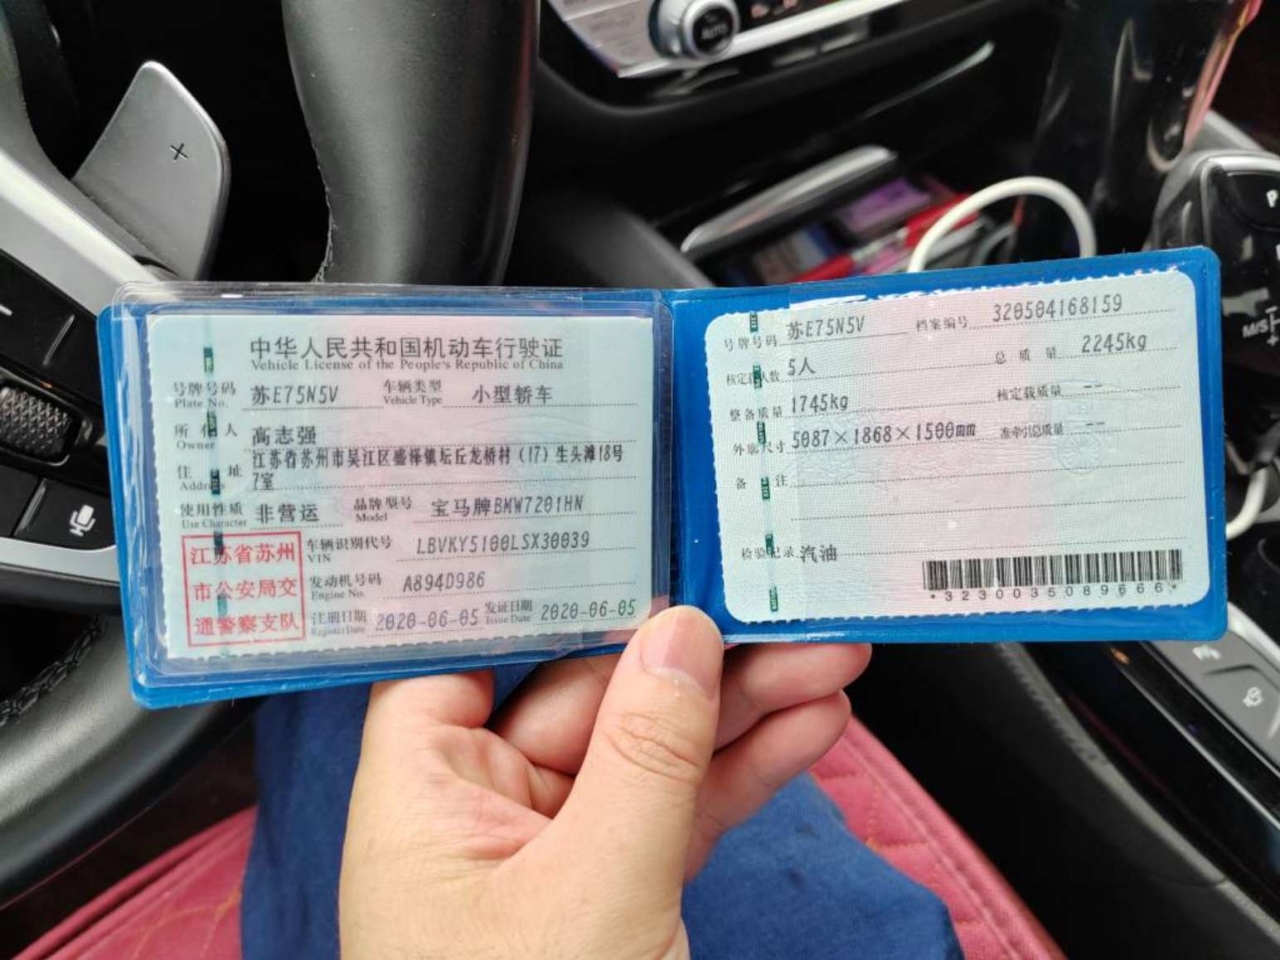 中华人民共和国机动车行驶证
Vehicle License of the People's Republic of China
号牌号码 苏E75N5V 车辆类型 小型轿车
Plate No. Vehicle Type
所有人 高志强
Owner
住址 江苏省苏州市吴江区盛泽镇坛丘龙桥村（17）生头滩18号
Address 7室
使用性质 非营运 品牌型号 宝马牌BMW7201HN
Use Character Model
江苏省苏州
市公安局交
通警察支队
车辆识别代号 LBVKY5100LSX30039
VIN
发动机号码 A894D986
Engine No.
注册日期 2020-06-05 发证日期 2020-06-05
Register Date Issue Date
号牌号码 苏E75N5V 档案编号 320504168159
核定载人数 5人 总质量 2245kg
整备质量 1745kg 核定载质量 --
外廓尺寸 5087×1868×1500mm 准牵引总质量 --
备注
检验记录 汽油
*3230035089666*
AUTO
P
M/S
+